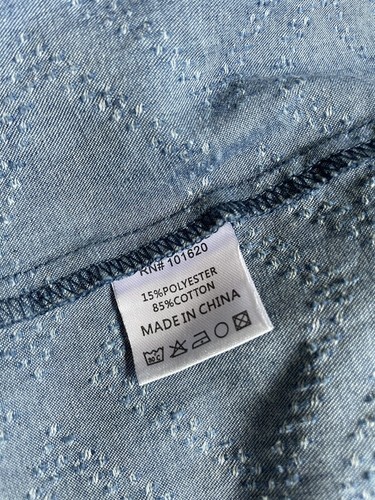 RN# 101620
15%POLYESTER
85%COTTON
MADE IN CHINA